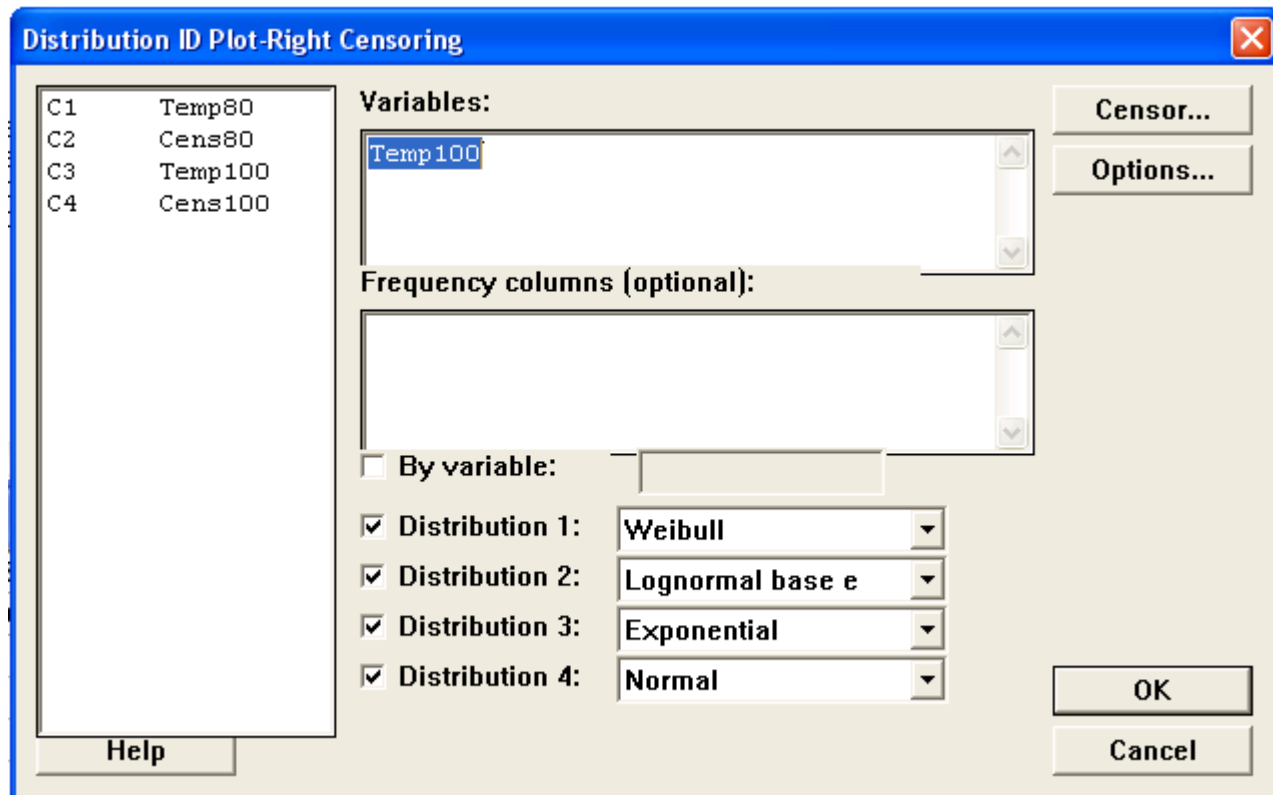 Distribution ID Plot-Right Censoring
C1 Temp80
C2 Cens80
C3 Temp100
C4 Cens100
Variables:
Temp100
Frequency columns (optional):
By variable:
Distribution 1: Weibull
Distribution 2: Lognormal base e
Distribution 3: Exponential
Distribution 4: Normal
Censor...
Options...
OK
Help
Cancel